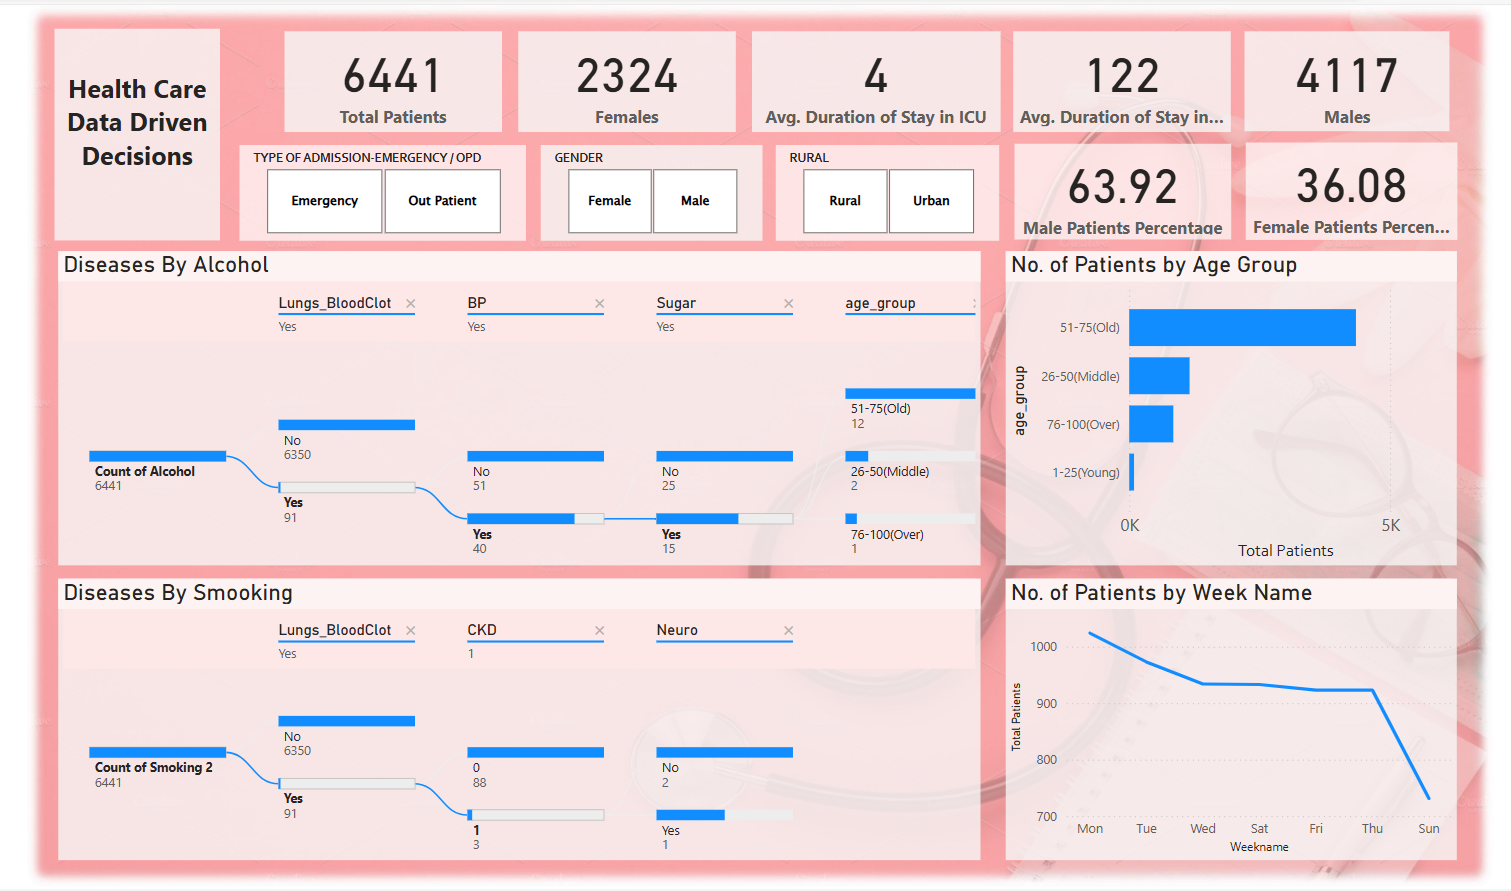 Health Care
Data Driven
Decisions
6441
Total Patients
2324
Females
4
Avg. Duration of Stay in ICU
122
Avg. Duration of Stay in...
4117
Males
TYPE OF ADMISSION-EMERGENCY / OPD
Emergency
Out Patient
GENDER
Female
Male
RURAL
Rural
Urban
63.92
Male Patients Percentage
36.08
Female Patients Percen...
Diseases By Alcohol
Lungs_BloodClot
Yes
BP
Yes
Sugar
Yes
age_group
Count of Alcohol
6441
No
6350
Yes
91
No
51
Yes
40
No
25
Yes
15
51-75(Old)
12
26-50(Middle)
2
76-100(Over)
1
No. of Patients by Age Group
age_group
51-75(Old)
26-50(Middle)
76-100(Over)
1-25(Young)
0K
5K
Total Patients
Diseases By Smooking
Lungs_BloodClot
Yes
CKD
1
Neuro
Count of Smoking 2
6441
No
6350
Yes
91
0
88
1
3
No
2
Yes
1
No. of Patients by Week Name
Total Patients
1000
900
800
700
Mon
Tue
Wed
Sat
Fri
Thu
Sun
Weekname